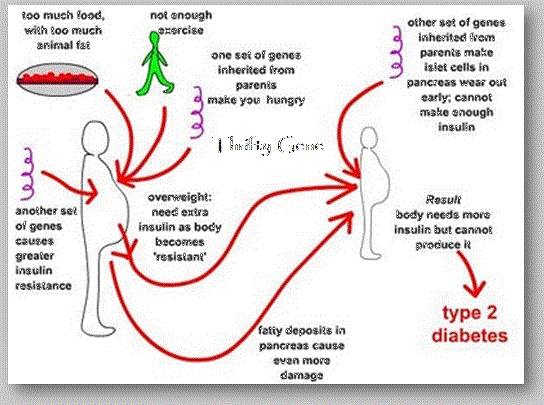 too much food,
with too much
animal fat
not enough
exercise
one set of genes
inherited from
parents
make you hungry
other set of genes
inherited from
parents make
islet cells in
pancreas wear out
early; cannot
make enough
insulin
Thrifty Gene
another set
of genes
causes
greater
insulin
resistance
overweight:
need extra
insulin as body
becomes
'resistant'
Result
body needs more
insulin but cannot
produce it
fatty deposits in
pancreas cause
even more
damage
type 2
diabetes